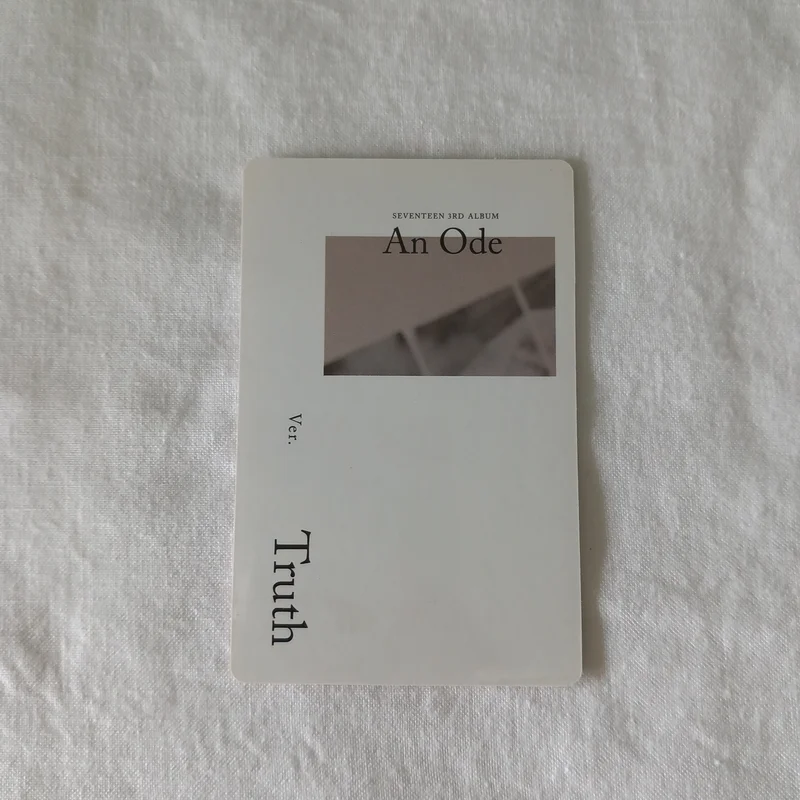 SEVENTEEN 3RD ALBUM
An Ode
Ver.
Truth